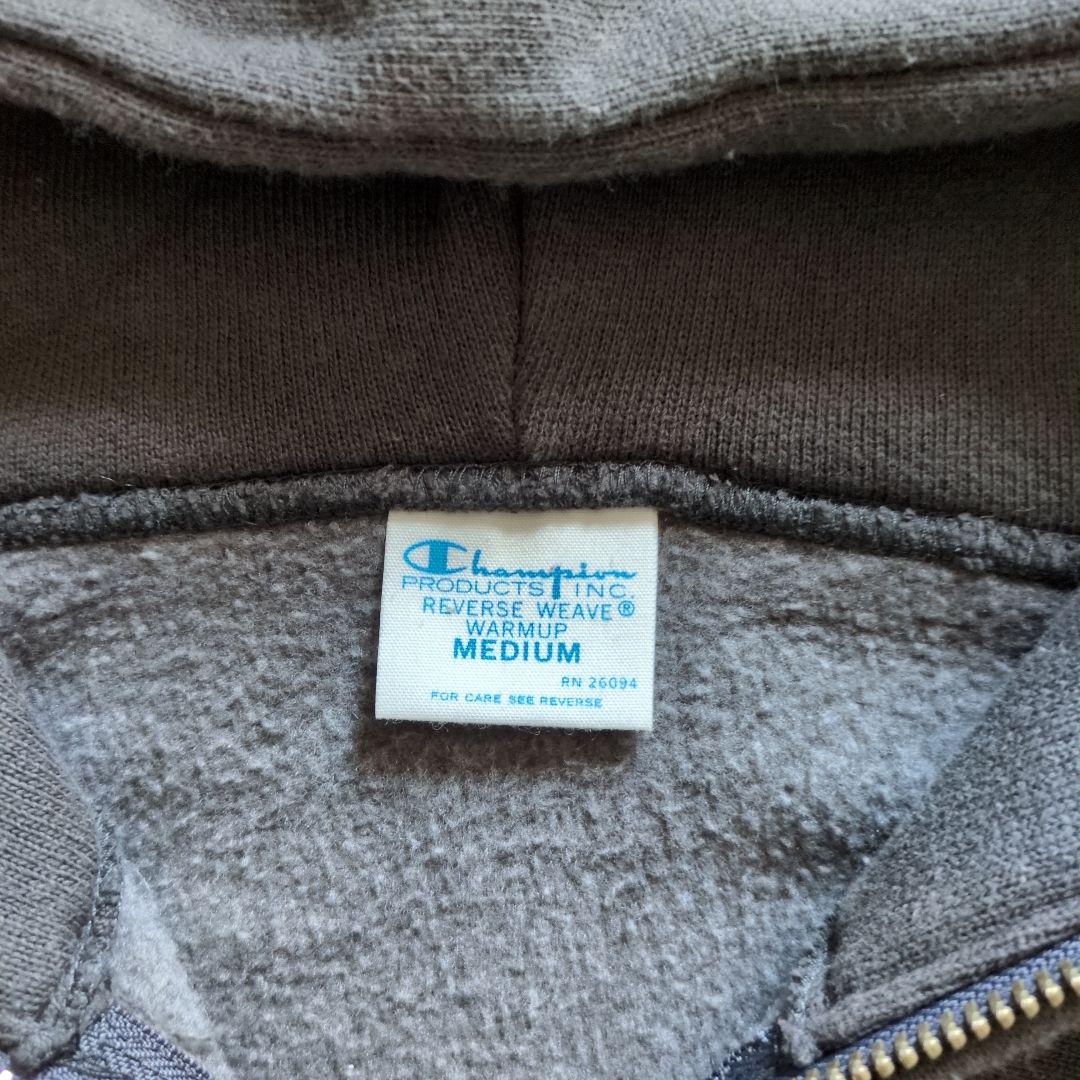 Champion
PRODUCTS INC.
REVERSE WEAVE®
WARMUP
MEDIUM
RN 26094
FOR CARE SEE REVERSE